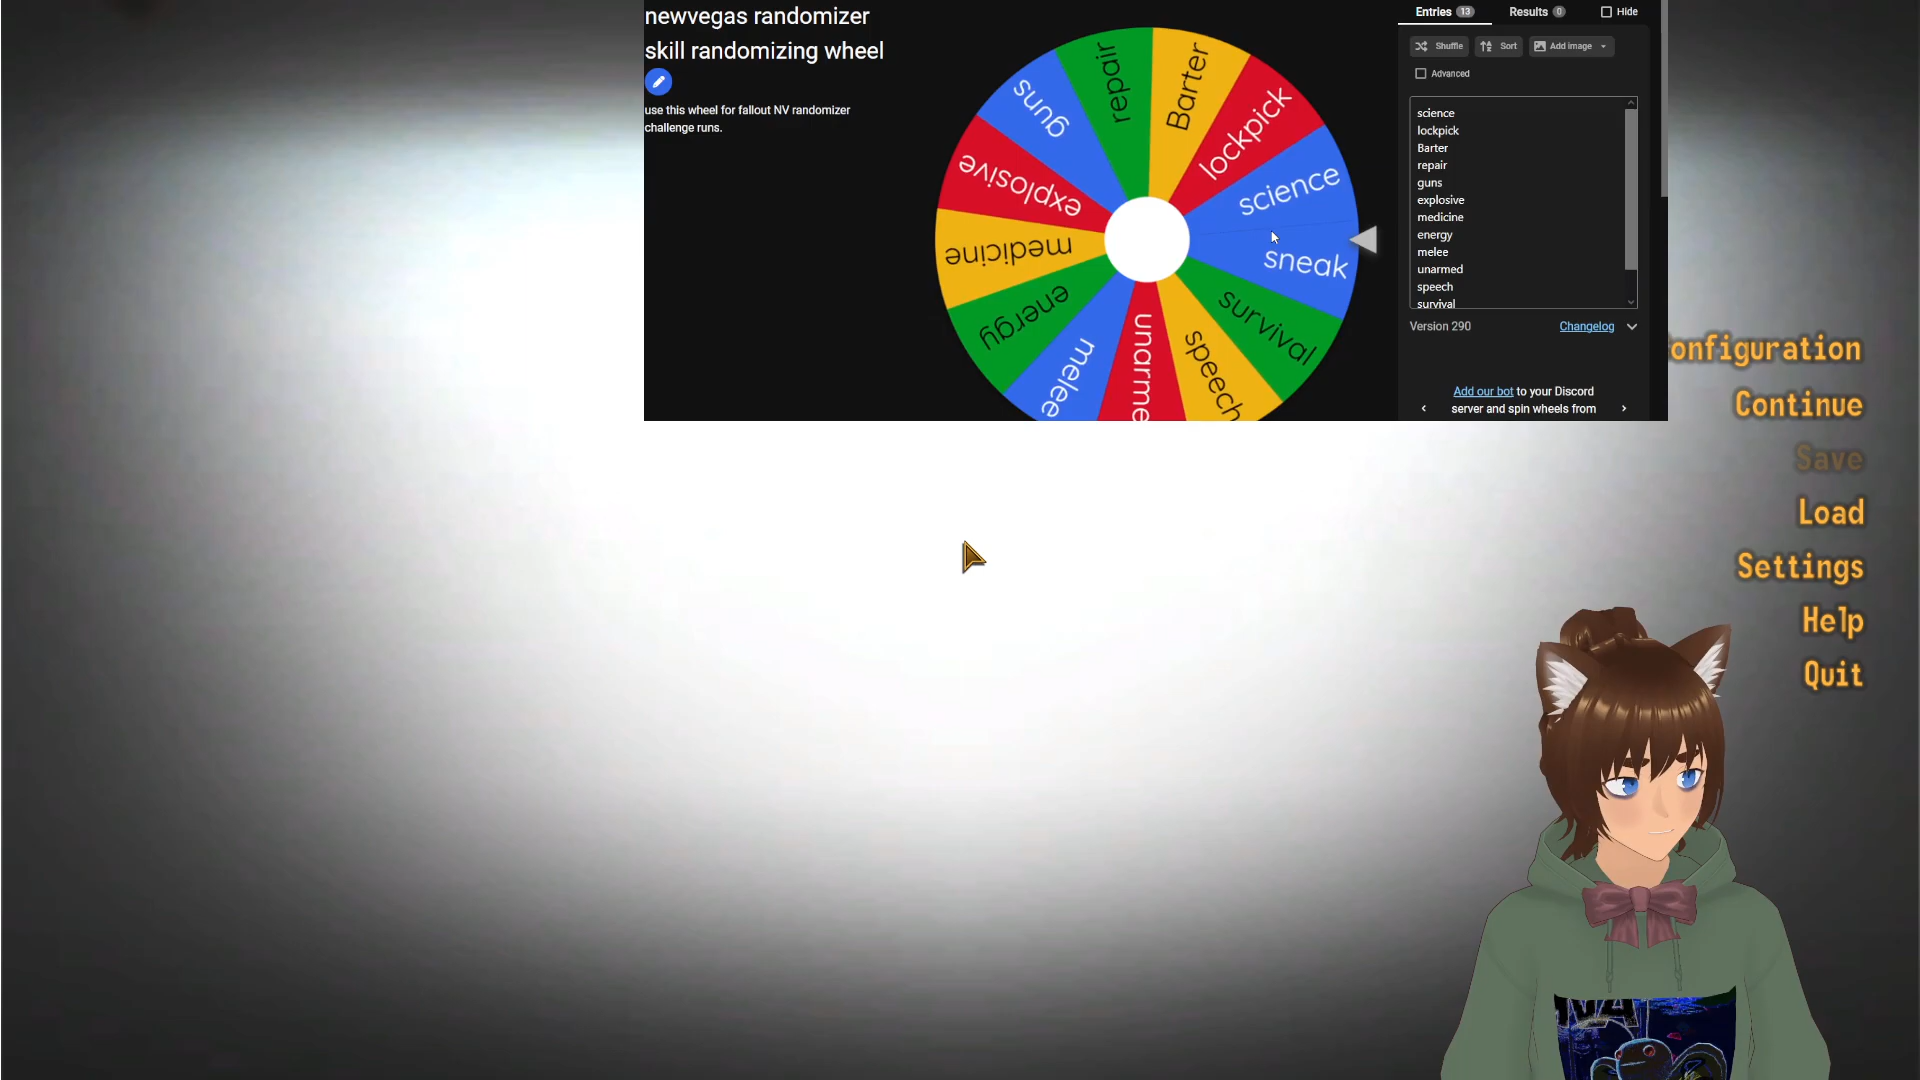 newvegas randomizer
skill randomizing wheel
use this wheel for fallout NV randomizer
challenge runs.
repair
Barter
lockpick
science
sneak
survival
speech
unarme
melee
energy
medicine
explosive
guns
Entries 13
Results 0
Hide
Shuffle
Sort
Add image
Advanced
science
lockpick
Barter
repair
guns
explosive
medicine
energy
melee
unarmed
speech
survival
Version 290
Changelog
Add our bot to your Discord
server and spin wheels from
onfiguration
Continue
Save
Load
Settings
Help
Quit